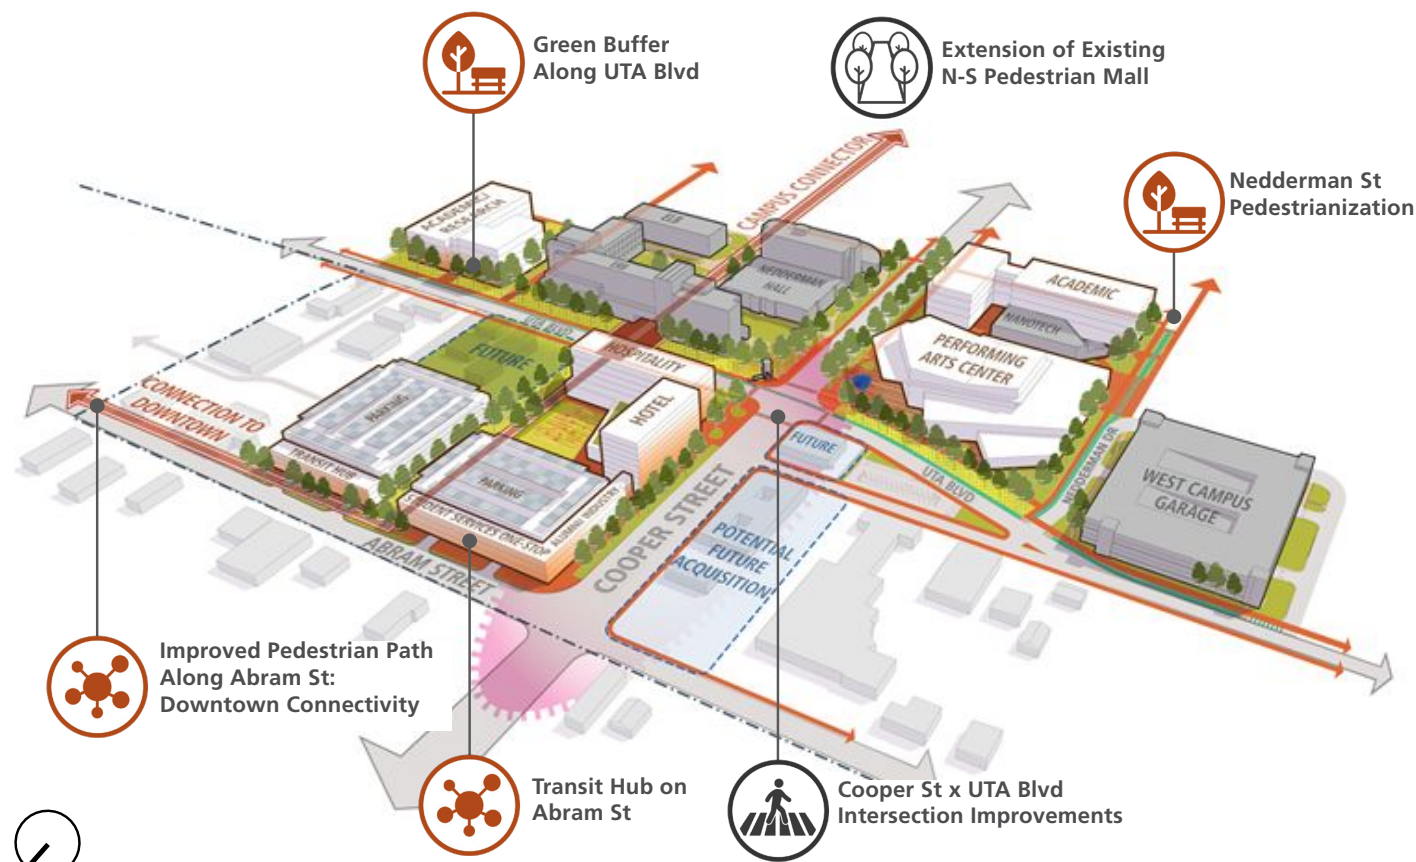 Green Buffer
Along UTA Blvd
Extension of Existing
N-S Pedestrian Mall
Nedderman St
Pedestrianization
ACADEMIC/
RESEARCH
ELB
CAMPUS CONNECTOR
NEDDERMAN
HALL
ACADEMIC
NANOTECH
PERFORMING
ARTS CENTER
UTA BLVD
FUTURE
HOSPITALITY
HOTEL
CONNECTION TO
DOWNTOWN
PARKING
TRANSIT HUB
PARKING
STUDENT SERVICES ONE-STOP
ALUMNI/ INDUSTRY
ABRAM STREET
COOPER STREET
FUTURE
UTA BLVD
NEDDERMAN DR
WEST CAMPUS
GARAGE
POTENTIAL
FUTURE
ACQUISITION
Improved Pedestrian Path
Along Abram St:
Downtown Connectivity
Transit Hub on
Abram St
Cooper St x UTA Blvd
Intersection Improvements